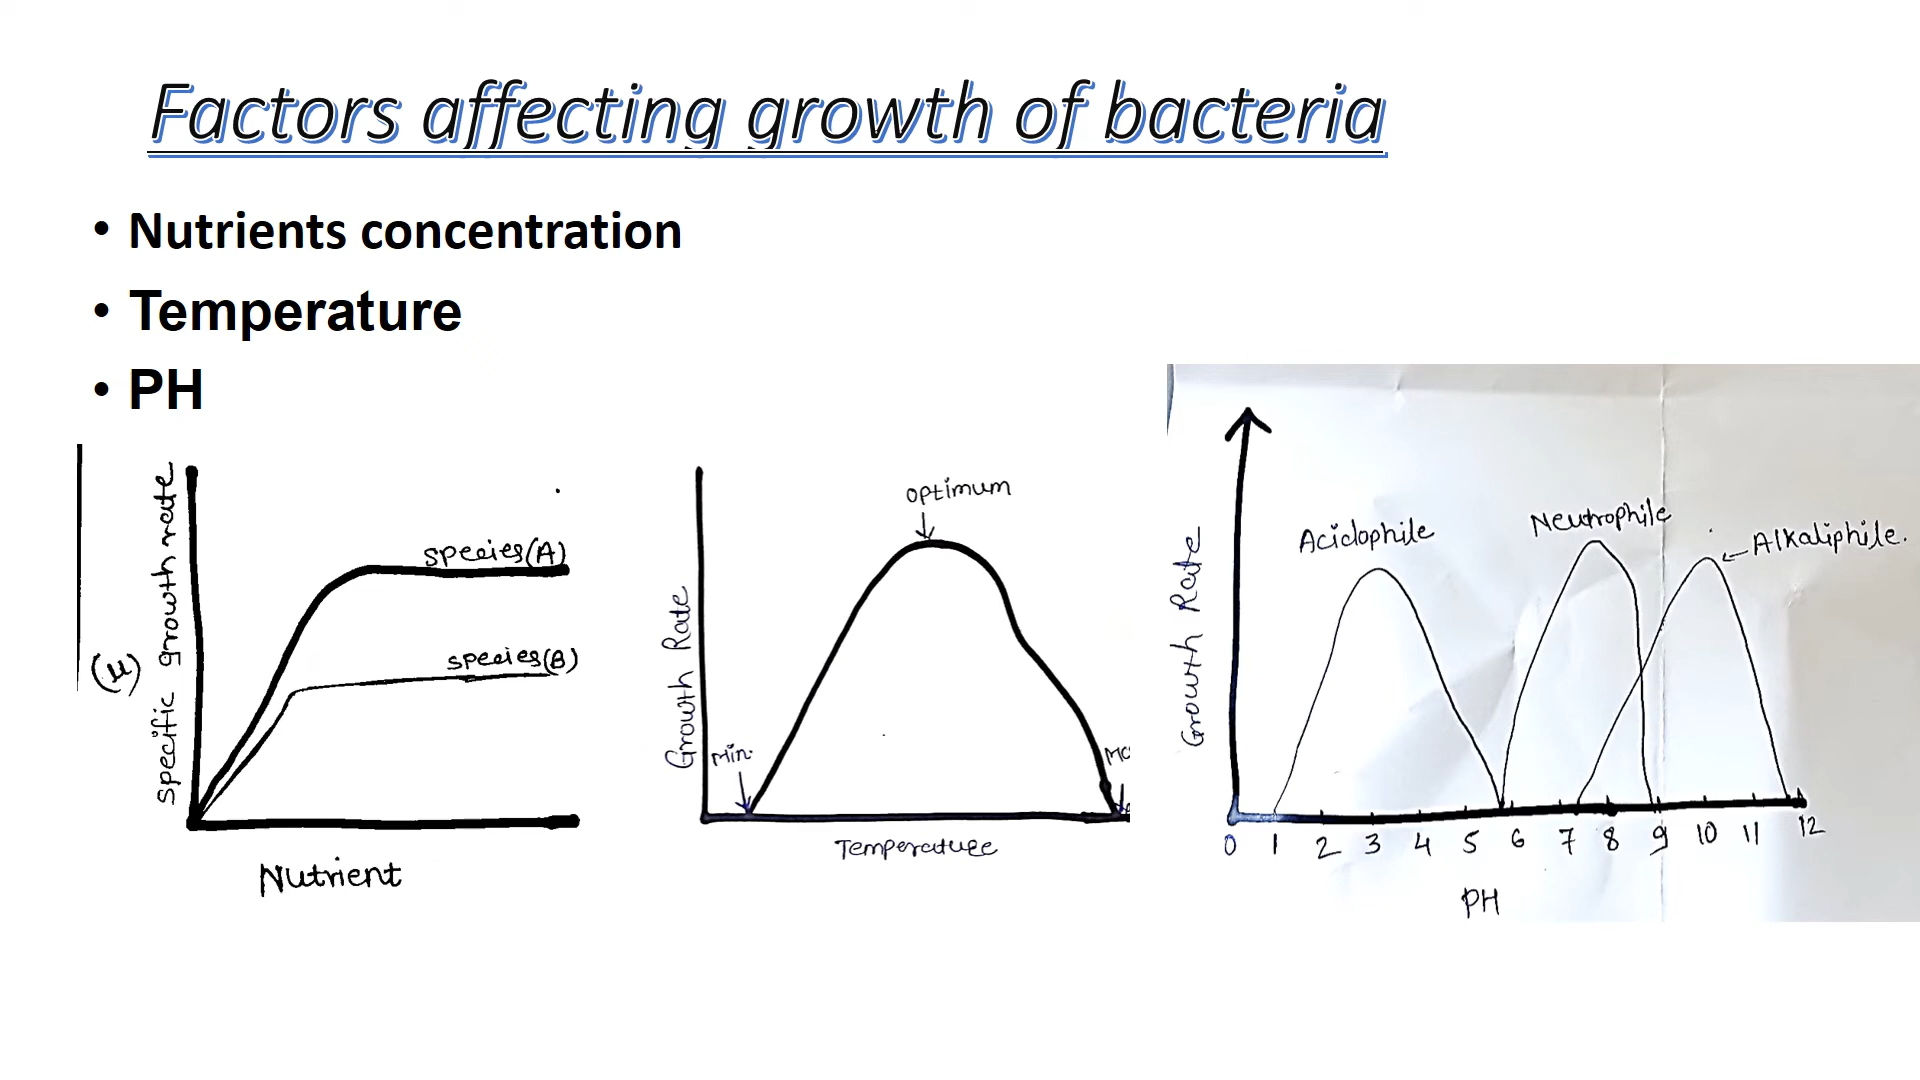 Factors affecting growth of bacteria
• Nutrients concentration
• Temperature
• PH
(μ) specific growth rate
species(A)
species(B)
Nutrient
Growth Rate
optimum
Min.
Temperature
Growth Rate
Acidophile
Neutrophile
Alkaliphile.
0 1 2 3 4 5 6 7 8 9 10 11 12
PH